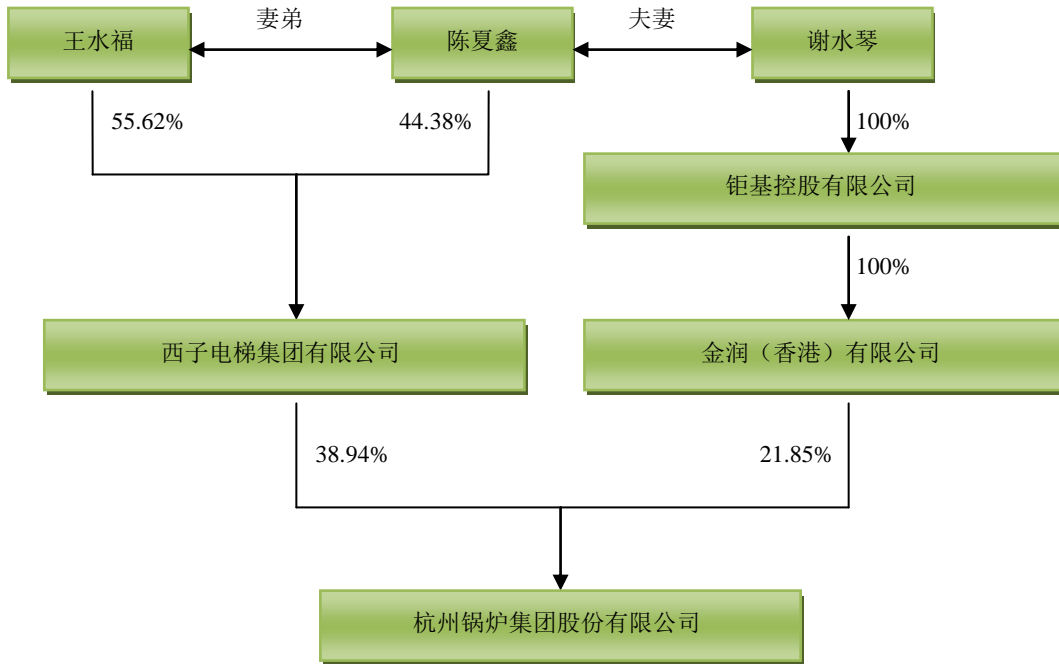 妻弟
夫妻
王水福
陈夏鑫
谢水琴
55.62%
44.38%
100%
钜基控股有限公司
100%
西子电梯集团有限公司
金润（香港）有限公司
38.94%
21.85%
杭州锅炉集团股份有限公司